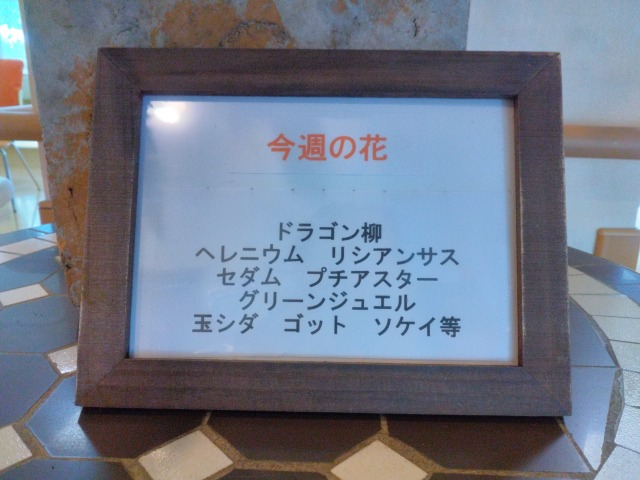 今週の花
ドラゴン柳
ヘレニウム　リシアンサス
セダム　プチアスター
グリーンジュエル
玉シダ　ゴット　ソケイ等